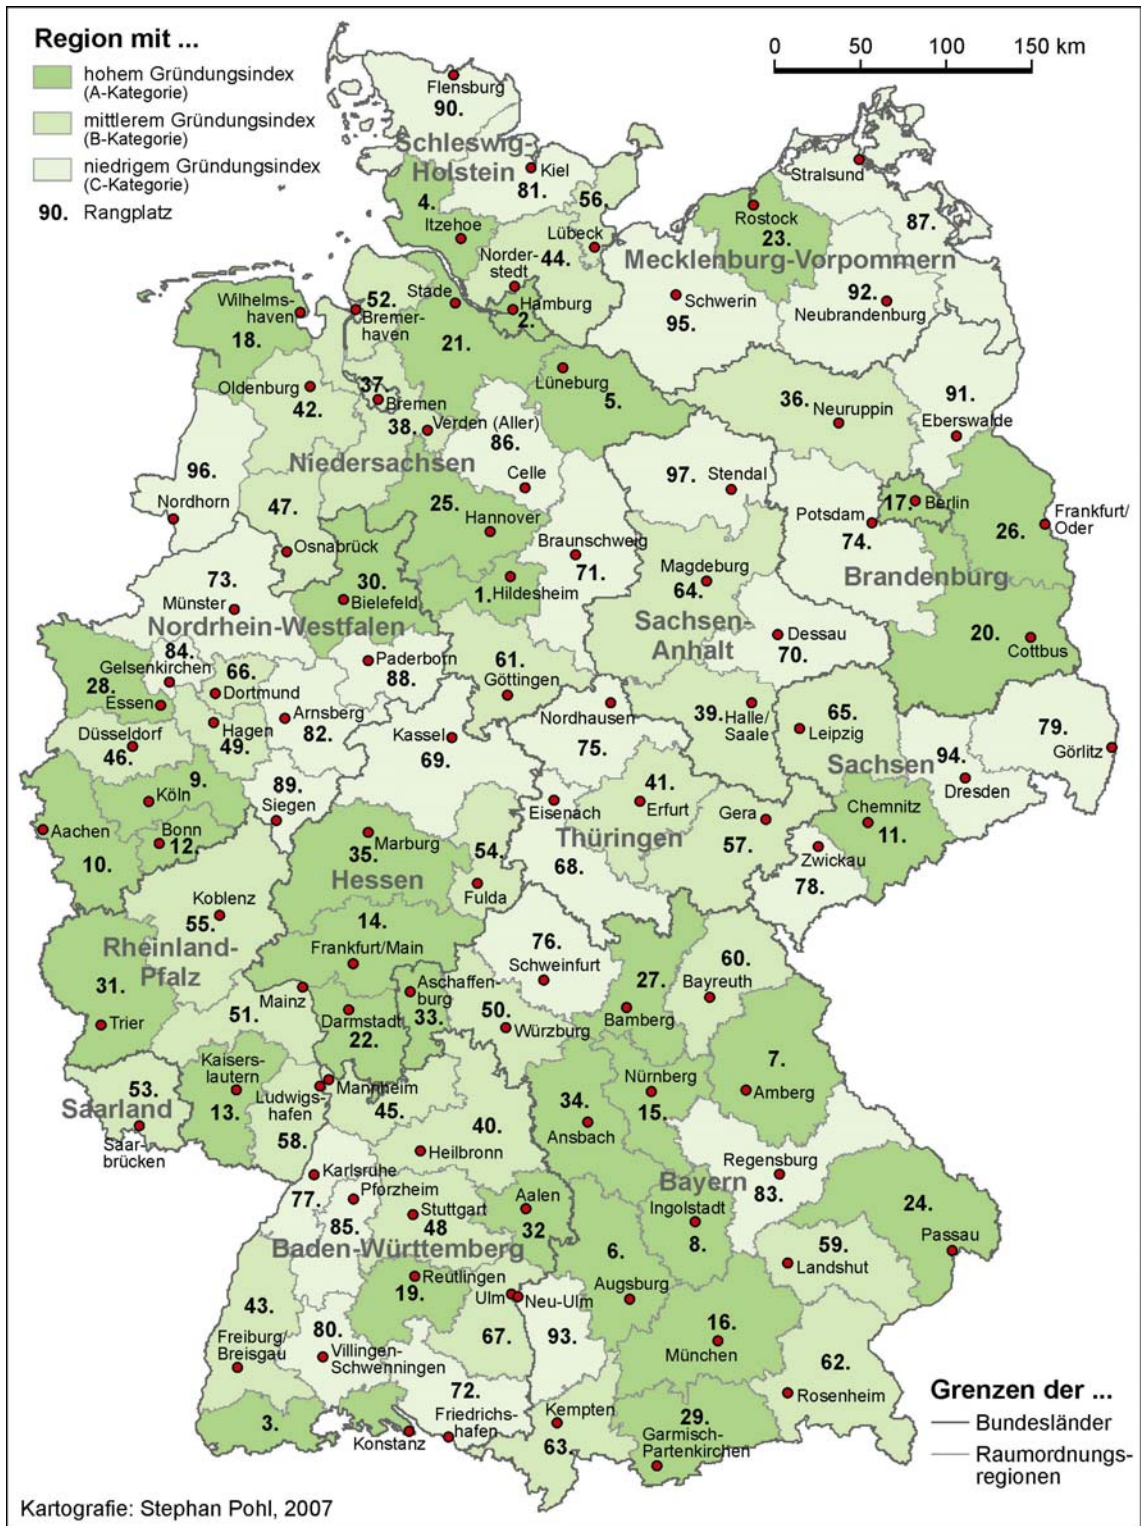 Region mit ...
hohem Gründungsindex
(A-Kategorie)
mittlerem Gründungsindex
(B-Kategorie)
niedrigem Gründungsindex
(C-Kategorie)
90. Rangplatz
0 50 100 150 km
Flensburg
90.
Schleswig-
Holstein
Kiel
81.
4.
Itzehoe
56.
Lübeck
44.
Norder-
stedt
Hamburg
2.
Stralsund
87.
Rostock
23.
Mecklenburg-Vorpommern
Schwerin
95.
92.
Neubrandenburg
Wilhelms-
haven
18.
52.
Bremer-
haven
Stade
21.
Lüneburg
5.
Oldenburg
42.
37.
Bremen
38.
Verden (Aller)
86.
Celle
36.
Neuruppin
91.
Eberswalde
Niedersachsen
96.
Nordhorn
47.
Osnabrück
25.
Hannover
97.
Stendal
17.
Berlin
Potsdam
74.
26.
Frankfurt/
Oder
Braunschweig
71.
Brandenburg
73.
Münster
30.
Bielefeld
1.
Hildesheim
Magdeburg
64.
Sachsen-
Anhalt
Dessau
70.
20.
Cottbus
Nordrhein-Westfalen
84.
Gelsenkirchen
28.
Essen
66.
Dortmund
Paderborn
88.
61.
Göttingen
Düsseldorf
46.
Hagen
49.
Arnsberg
82.
Kassel
69.
Nordhausen
75.
39.
Halle/
Saale
65.
Leipzig
79.
Görlitz
Sachsen
94.
Dresden
9.
Köln
89.
Siegen
Aachen
10.
Bonn
12.
Marburg
35.
Hessen
54.
Fulda
Eisenach
68.
41.
Erfurt
Thüringen
Gera
57.
Chemnitz
11.
Zwickau
78.
Koblenz
55.
Rheinland-
Pfalz
14.
Frankfurt/Main
76.
Schweinfurt
31.
Trier
Mainz
51.
Darmstadt
22.
Aschaffen-
burg
33.
50.
Würzburg
27.
Bamberg
60.
Bayreuth
7.
Amberg
53.
Saarland
Saar-
brücken
Kaisers-
lautern
13.
Ludwigs-
hafen
58.
Mannheim
45.
40.
Heilbronn
34.
Ansbach
Nürnberg
15.
Regensburg
83.
Bayern
Karlsruhe
77.
Pforzheim
85.
Stuttgart
48
Aalen
32
Baden-Württemberg
Ingolstadt
8.
6.
Augsburg
24.
Passau
59.
Landshut
Reutlingen
19.
Ulm
Neu-Ulm
67.
93.
43.
Freiburg/
Breisgau
80.
Villingen-
Schwenningen
16.
München
62.
Rosenheim
3.
Konstanz
72.
Friedrichs-
hafen
Kempten
63.
29.
Garmisch-
Partenkirchen
Grenzen der ...
Bundesländer
Raumordnungs-
regionen
Kartografie: Stephan Pohl, 2007